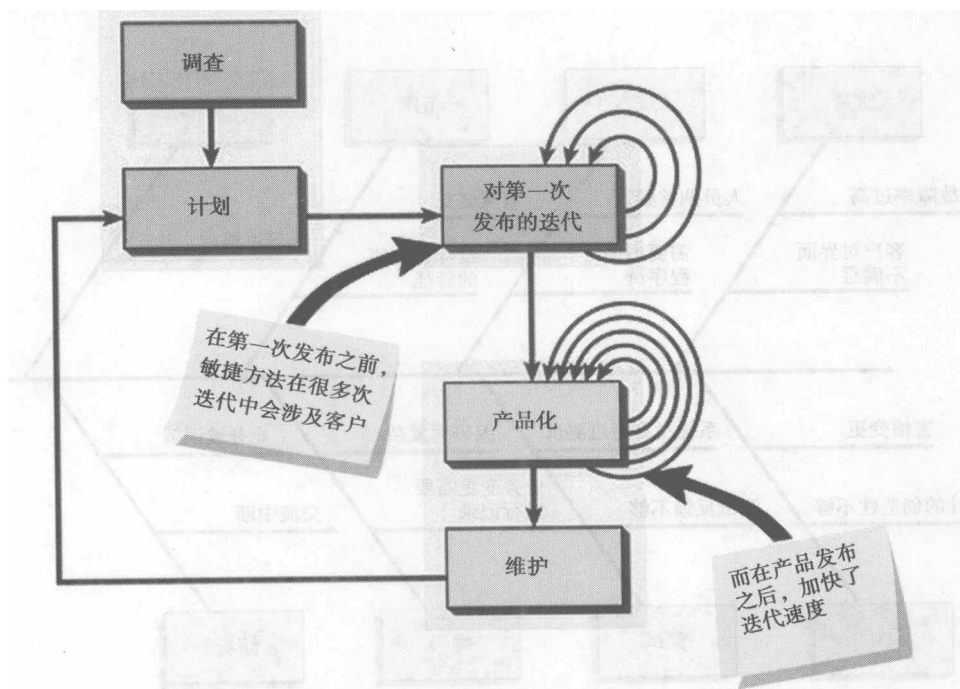 调查
计划
对第一次
发布的迭代
在第一次发布之前，
敏捷方法在很多次
迭代中会涉及客户
产品化
维护
而在产品发布
之后，加快了
迭代速度